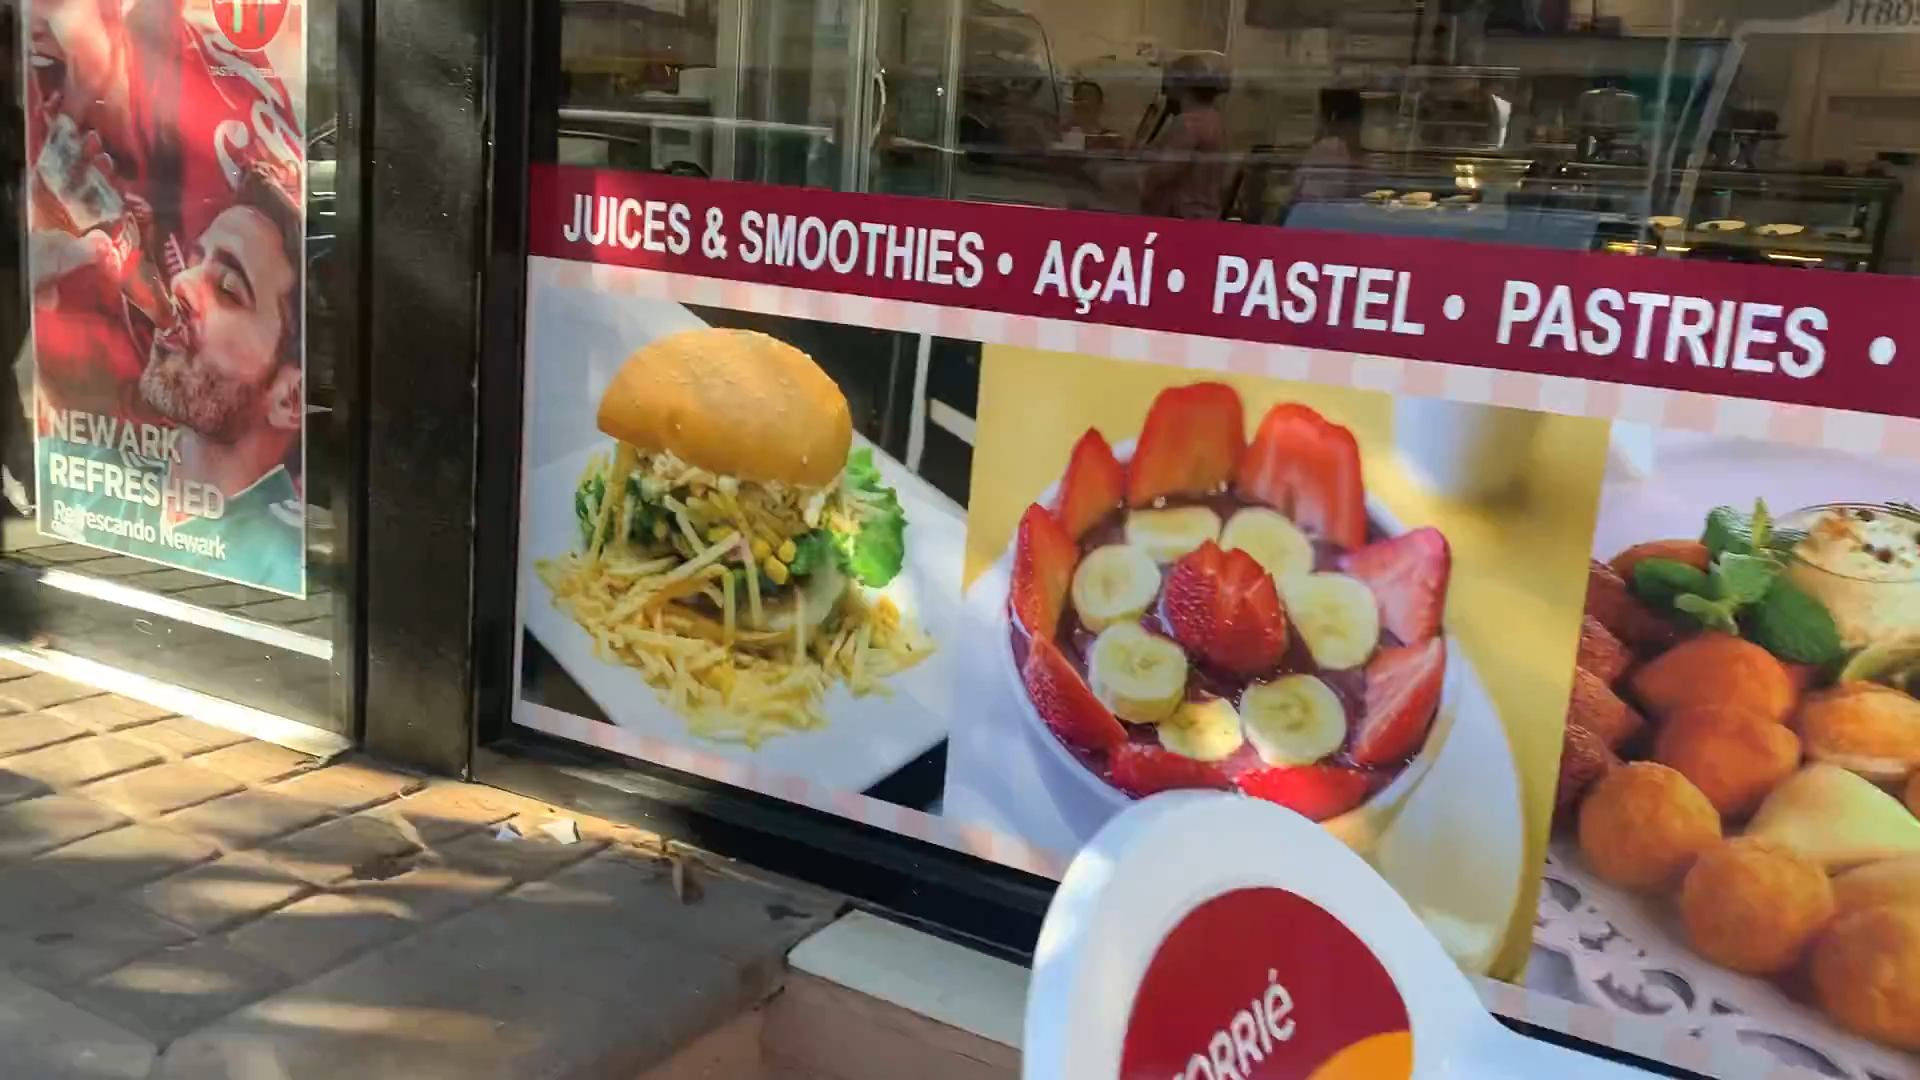 NEWARK
REFRESHED
Refrescando Newark
JUICES & SMOOTHIES • AÇAÍ • PASTEL • PASTRIES •